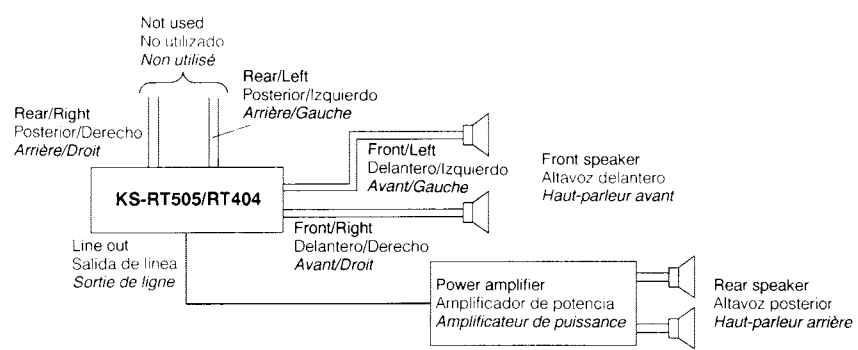 Not used
No utilizado
Non utilisé
Rear/Left
Posterior/Izquierdo
Arrière/Gauche
Rear/Right
Posterior/Derecho
Arrière/Droit
Front/Left
Delantero/Izquierdo
Avant/Gauche
Front speaker
Altavoz delantero
Haut-parleur avant
KS-RT505/RT404
Front/Right
Delantero/Derecho
Avant/Droit
Line out
Salida de linea
Sortie de ligne
Power amplifier
Amplificador de potencia
Amplificateur de puissance
Rear speaker
Altavoz posterior
Haut-parleur arrière